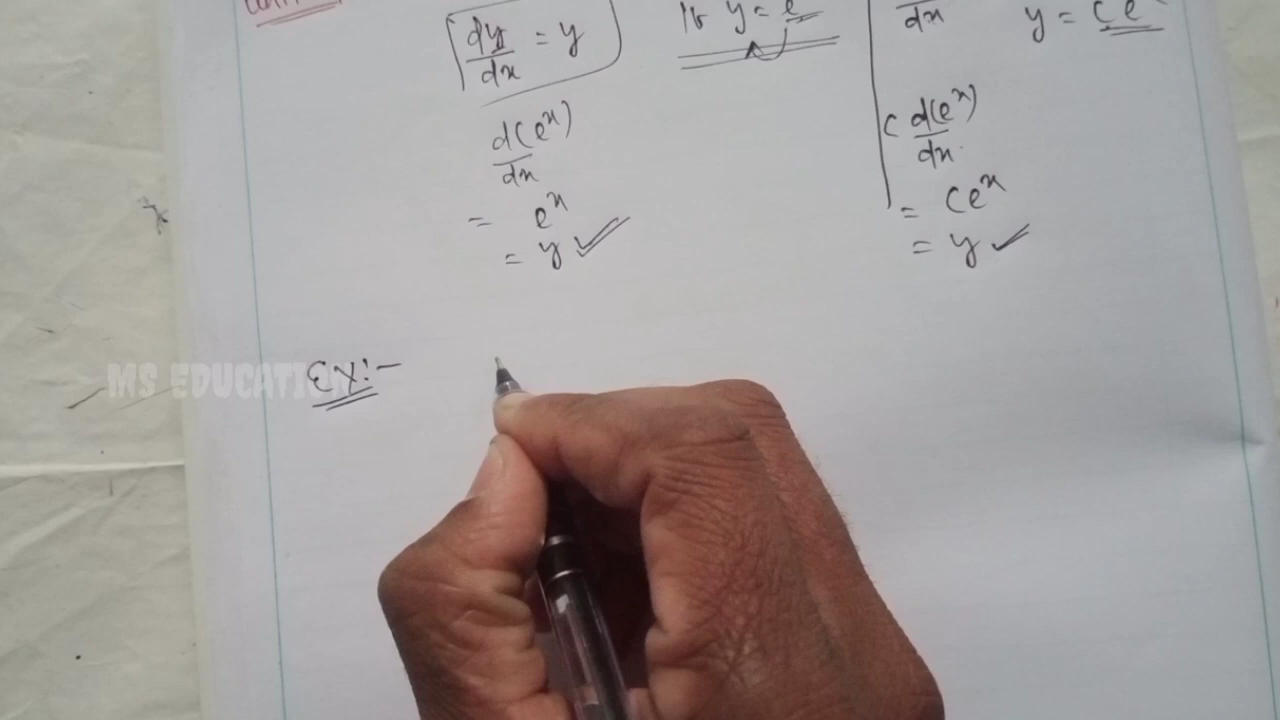 dy/dx = y
If y = e
dx y = Ce
d(e^x)/dx
= e^x
= y ✓
C d(e^x)/dx.
= Ce^x
= y ✓
MS EDUCATION
Ex:-